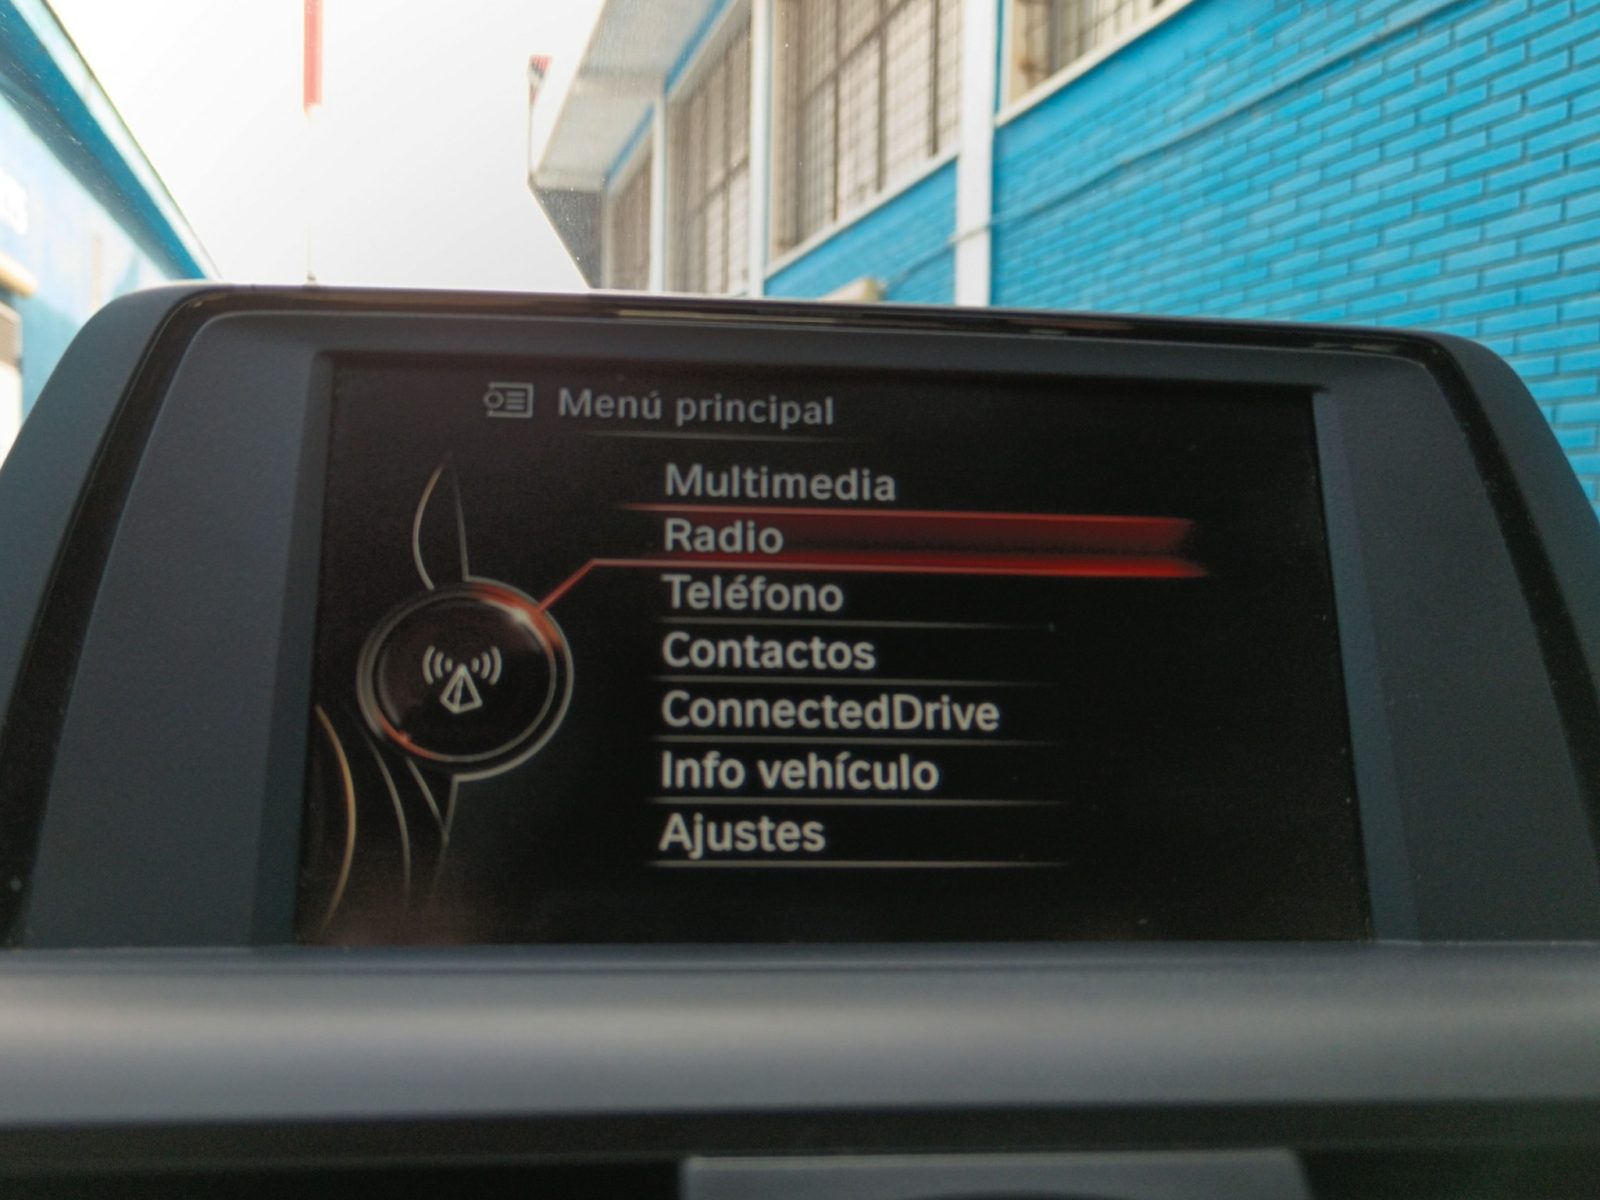 Menú principal
Multimedia
Radio
Teléfono
Contactos
ConnectedDrive
Info vehículo
Ajustes